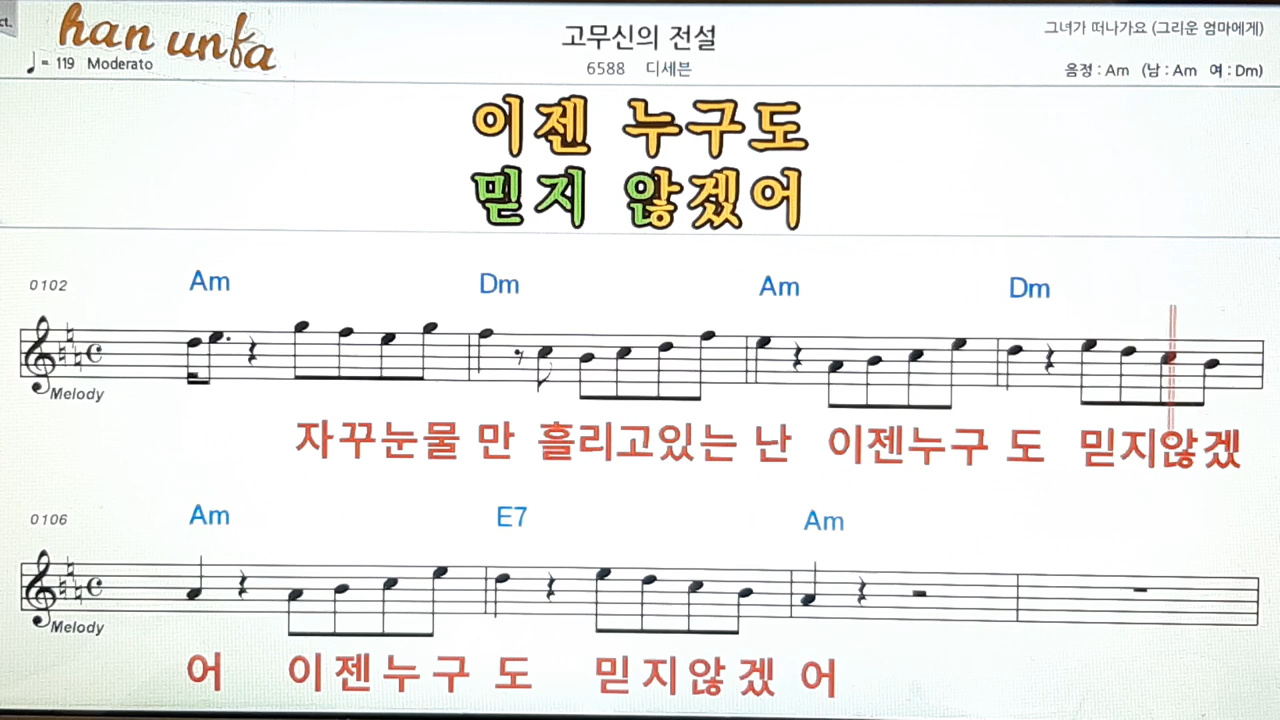 ct.
han unfa
♩= 119 Moderato
고무신의 전설
6588 디세븐
그녀가 떠나가요 (그리운 엄마에게)
음정 : Am (남 : Am 여 : Dm)
이젠 누구도
믿지 않겠어
0102 Am Dm Am Dm
Melody
자꾸눈물 만 흘리고있는 난 이젠누구 도 믿지않겠
0106 Am E7 Am
Melody
어 이젠누구 도 믿지않겠 어